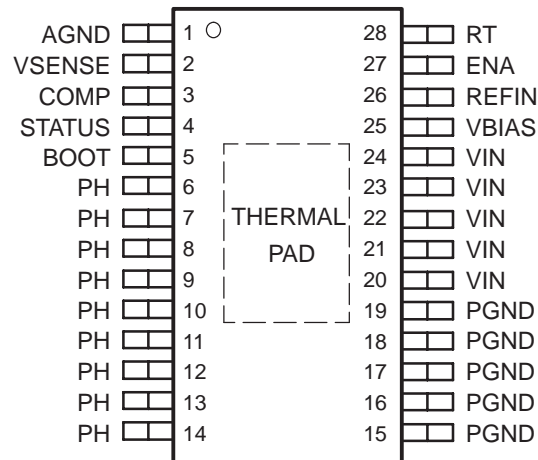 AGND 1 28 RT
VSENSE 2 27 ENA
COMP 3 26 REFIN
STATUS 4 25 VBIAS
BOOT 5 24 VIN
PH 6 23 VIN
PH 7 THERMAL 22 VIN
PH 8 PAD 21 VIN
PH 9 20 VIN
PH 10 19 PGND
PH 11 18 PGND
PH 12 17 PGND
PH 13 16 PGND
PH 14 15 PGND